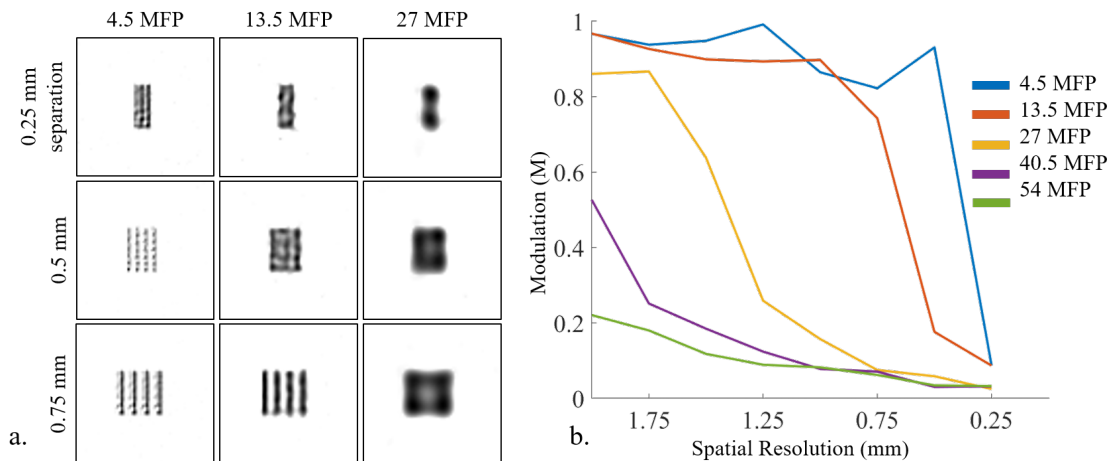 4.5 MFP
13.5 MFP
27 MFP
0.25 mm
separation
0.5 mm
0.75 mm
a.
1
0.8
0.6
0.4
0.2
0
Modulation (M)
1.75
1.25
0.75
0.25
Spatial Resolution (mm)
4.5 MFP
13.5 MFP
27 MFP
40.5 MFP
54 MFP
b.